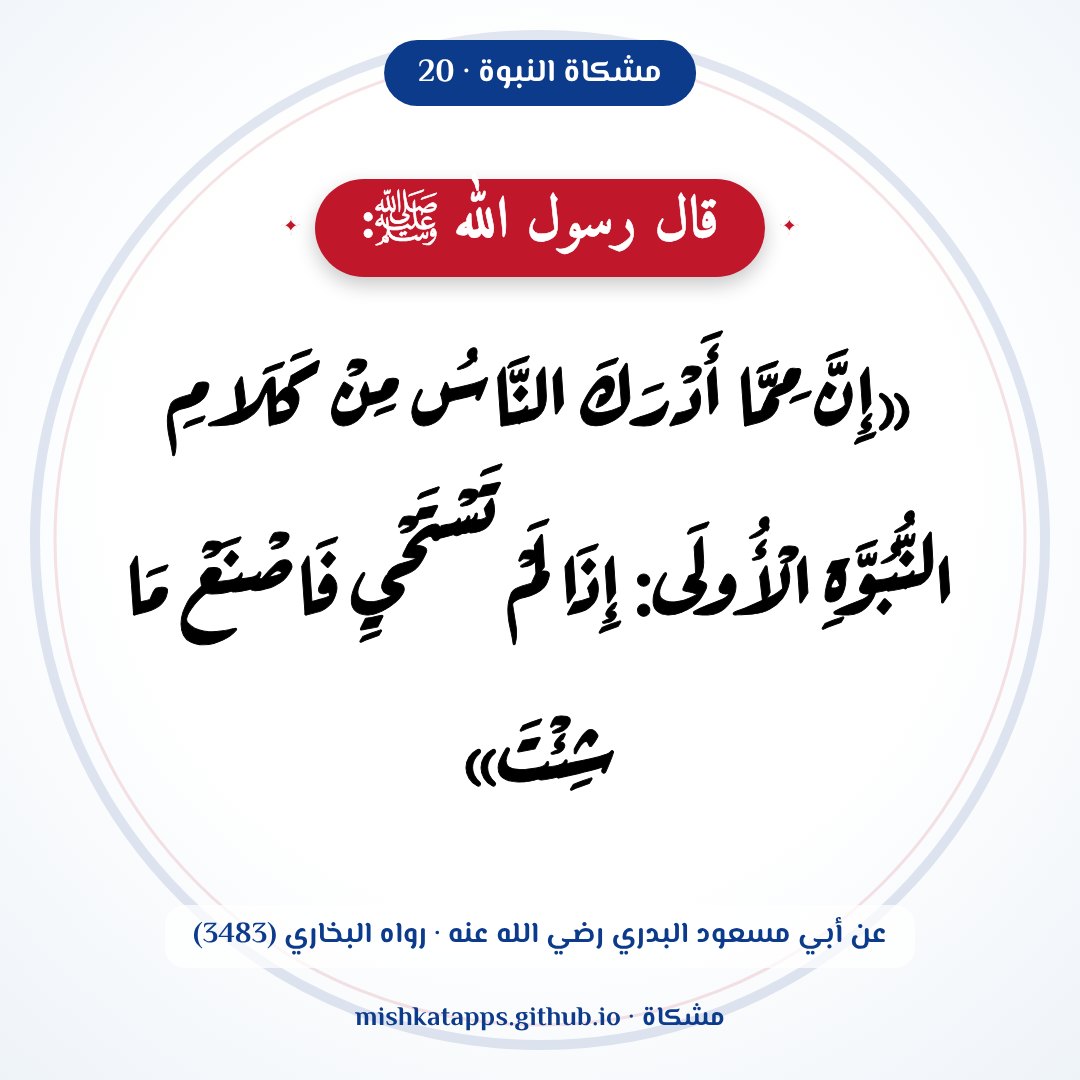 مشكاة النبوة · 20
قال رسول الله ﷺ:
«إِنَّ مِمَّا أَدْرَكَ النَّاسُ مِنْ كَلَامِ
النُّبُوَّةِ الْأُولَى: إِذَا لَمْ تَسْتَحْيِ فَاصْنَعْ مَا
شِئْتَ»
عن أبي مسعود البدري رضي الله عنه · رواه البخاري (3483)
مشكاة · mishkatapps.github.io